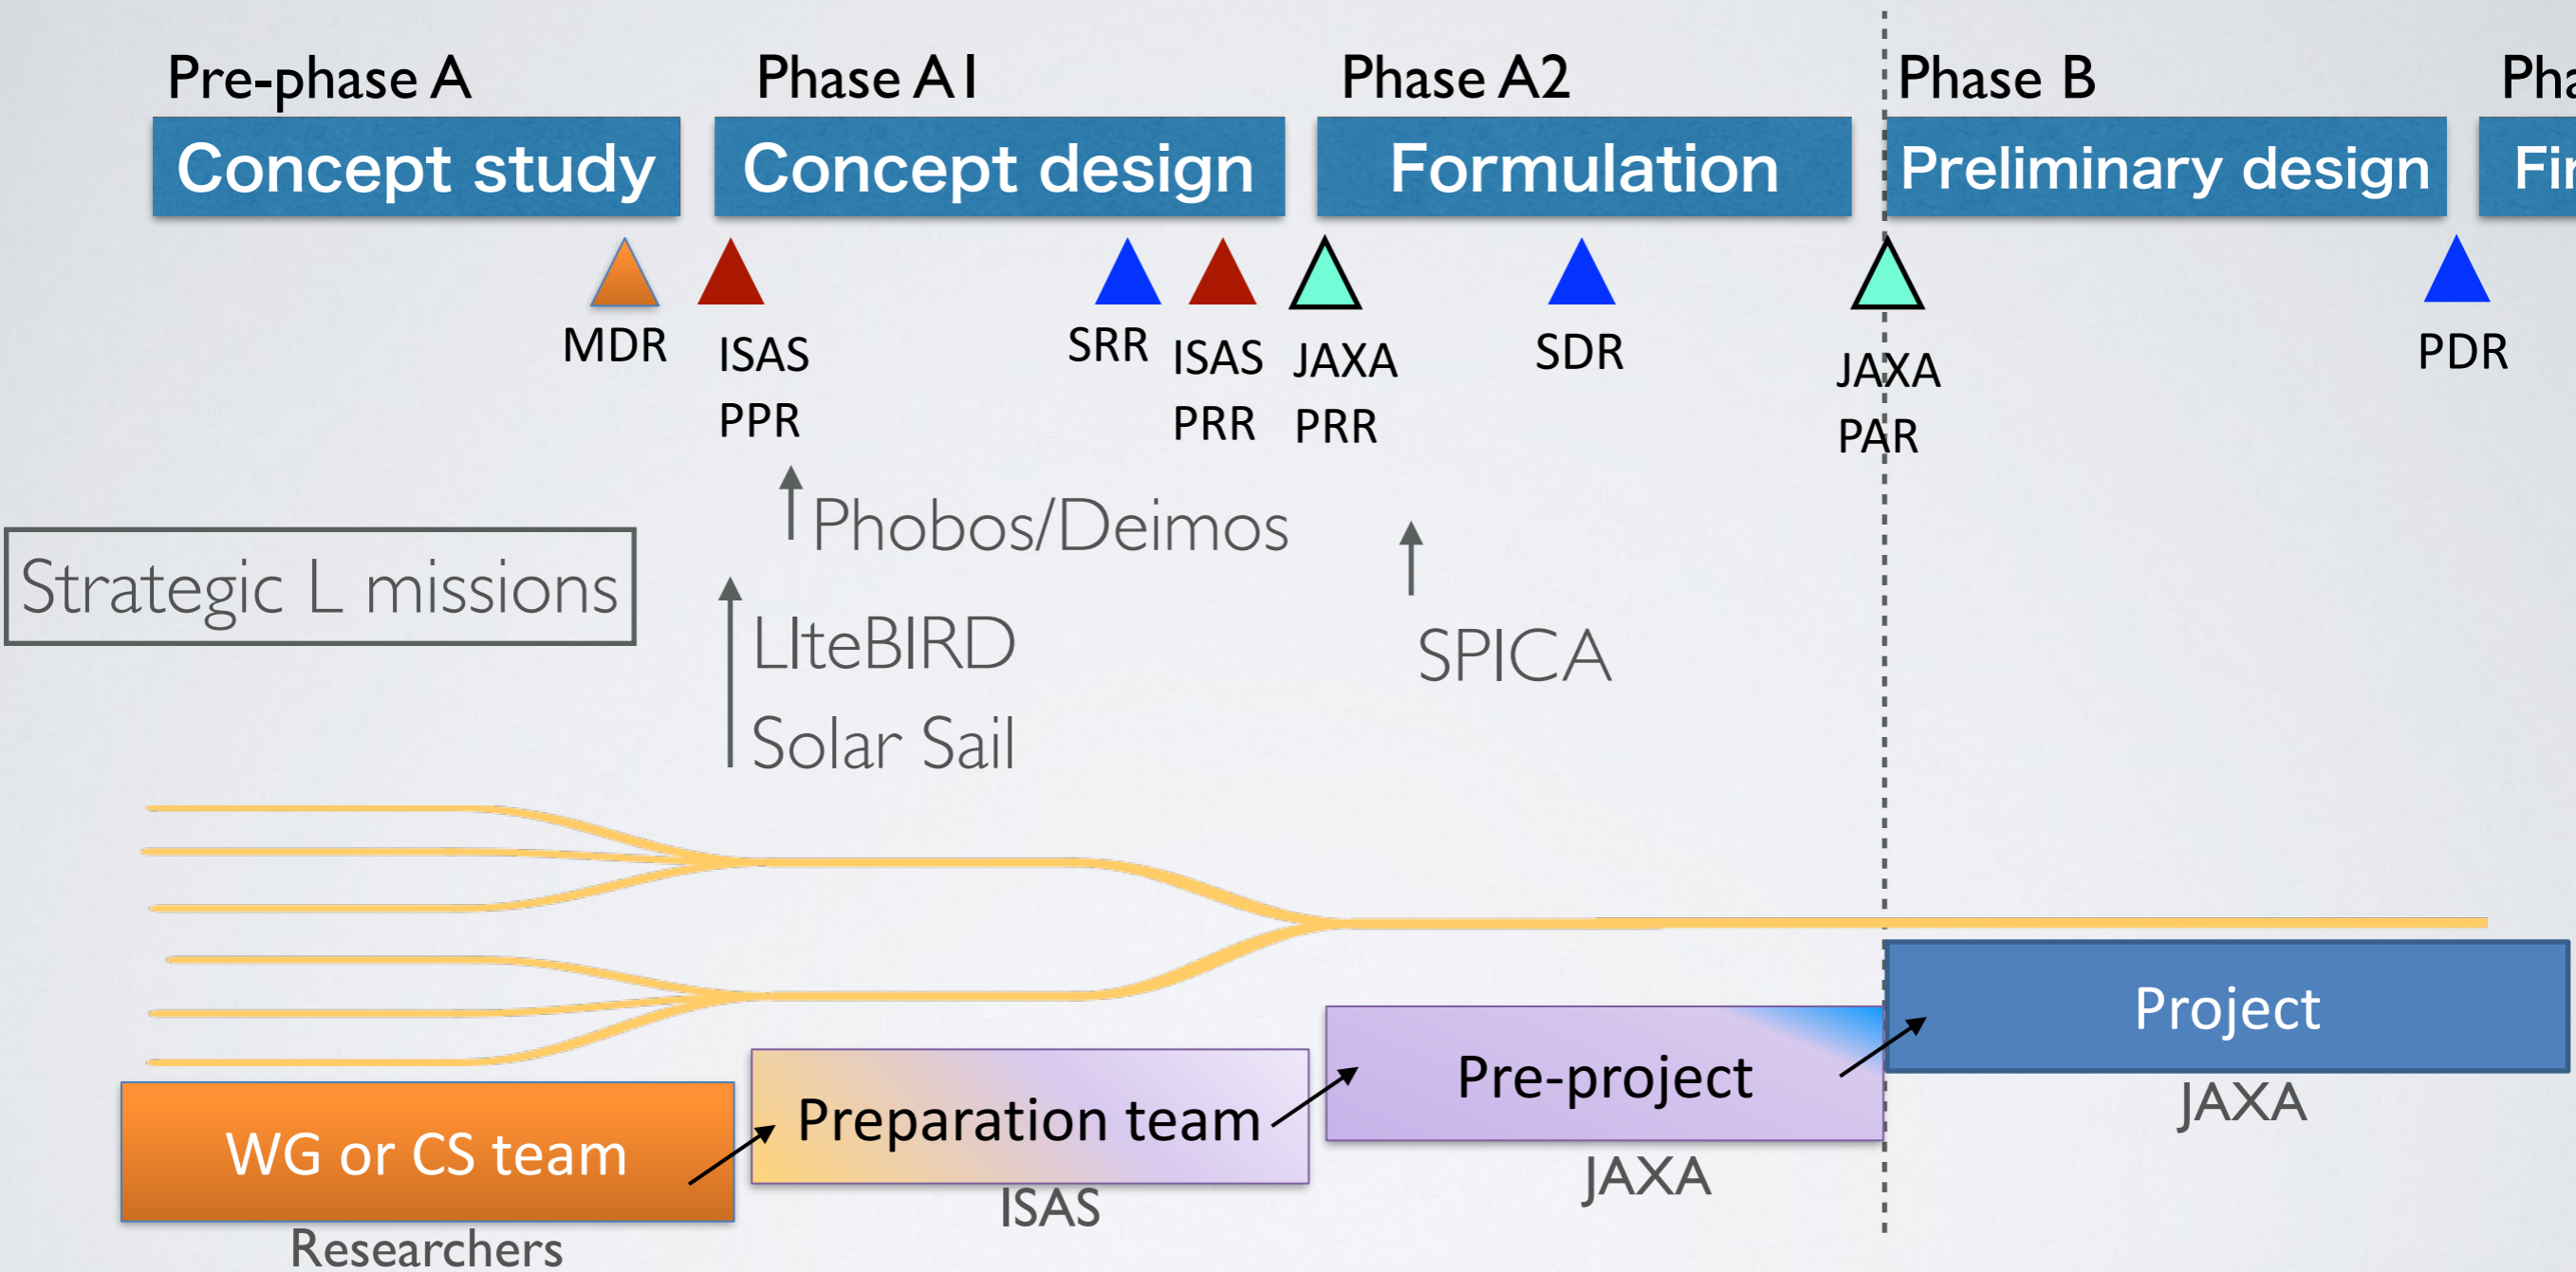 Pre-phase A
Phase A1
Phase A2
Phase B
Concept study
Concept design
Formulation
Preliminary design
MDR
ISAS
PPR
SRR
ISAS
PRR
JAXA
PRR
SDR
JAXA
PAR
PDR
Phobos/Deimos
Strategic L missions
LIteBIRD
Solar Sail
SPICA
WG or CS team
Researchers
Preparation team
ISAS
Pre-project
JAXA
Project
JAXA